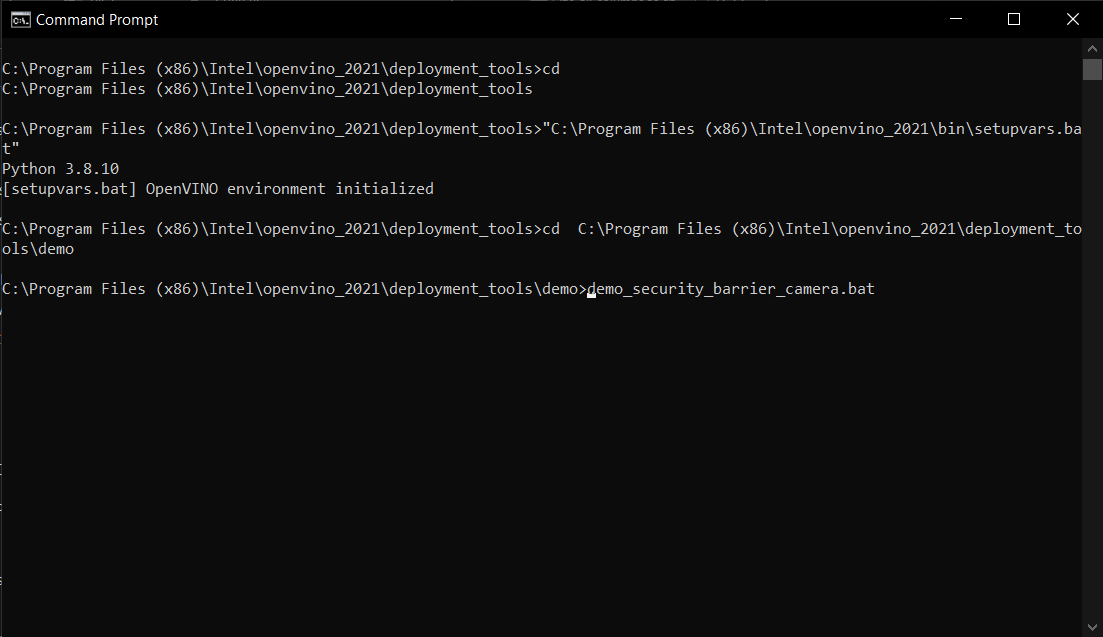 Command Prompt
C:\Program Files (x86)\Intel\openvino_2021\deployment_tools>cd
C:\Program Files (x86)\Intel\openvino_2021\deployment_tools
C:\Program Files (x86)\Intel\openvino_2021\deployment_tools>"C:\Program Files (x86)\Intel\openvino_2021\bin\setupvars.ba
t"
Python 3.8.10
[setupvars.bat] OpenVINO environment initialized
C:\Program Files (x86)\Intel\openvino_2021\deployment_tools>cd  C:\Program Files (x86)\Intel\openvino_2021\deployment_to
ols\demo
C:\Program Files (x86)\Intel\openvino_2021\deployment_tools\demo>demo_security_barrier_camera.bat